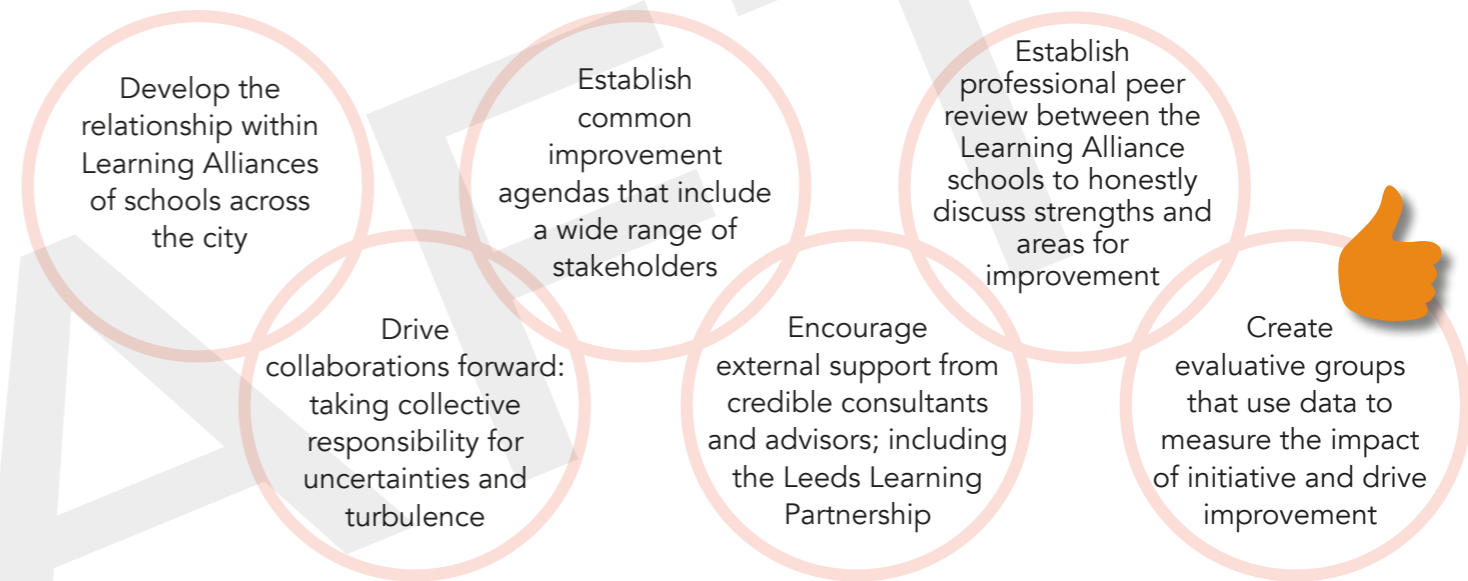 Develop the
relationship within
Learning Alliances
of schools across
the city
Drive
collaborations forward:
taking collective
responsibility for
uncertainties and
turbulence
Establish
common
improvement
agendas that include
a wide range of
stakeholders
Encourage
external support from
credible consultants
and advisors; including
the Leeds Learning
Partnership
Establish
professional peer
review between the
Learning Alliance
schools to honestly
discuss strengths and
areas for
improvement
Create
evaluative groups
that use data to
measure the impact
of initiative and drive
improvement